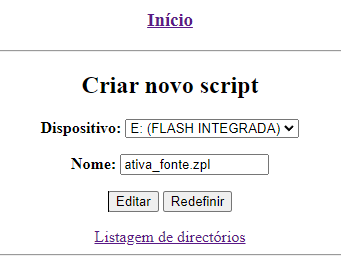 Início
Criar novo script
Dispositivo: E: (FLASH INTEGRADA)
Nome: ativa_fonte.zpl
Editar Redefinir
Listagem de directórios